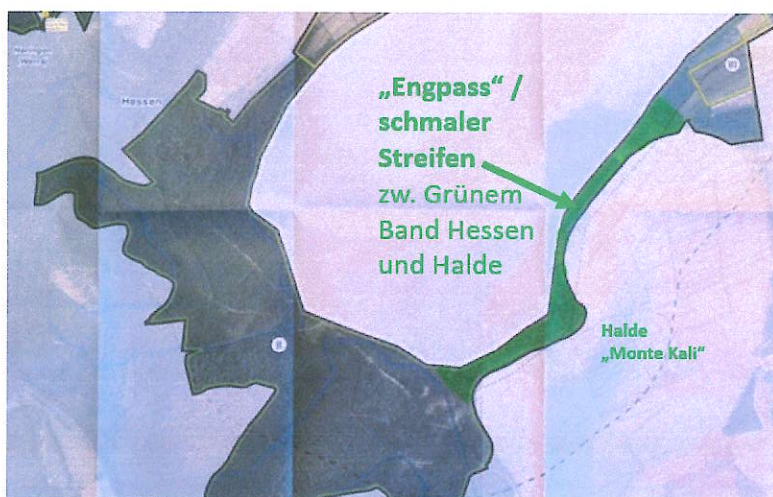 Hessen
„Engpass“ /
schmaler
Streifen
zw. Grünem
Band Hessen
und Halde
Halde
„Monte Kali“